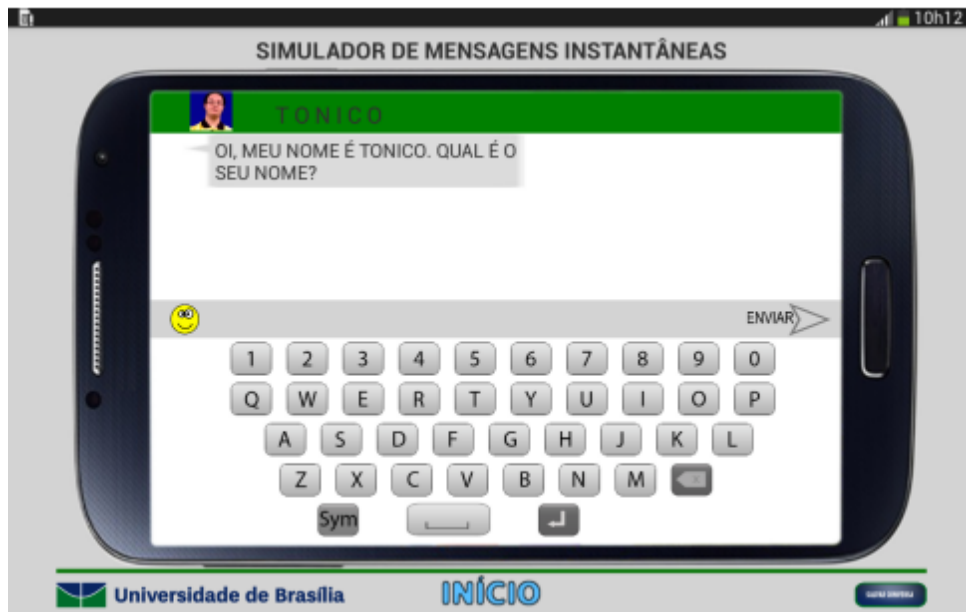 10h12
SIMULADOR DE MENSAGENS INSTANTÂNEAS
TONICO
OI, MEU NOME É TONICO. QUAL É O
SEU NOME?
ENVIAR
1 2 3 4 5 6 7 8 9 0
Q W E R T Y U I O P
A S D F G H J K L
Z X C V B N M
Sym
Universidade de Brasília INÍCIO